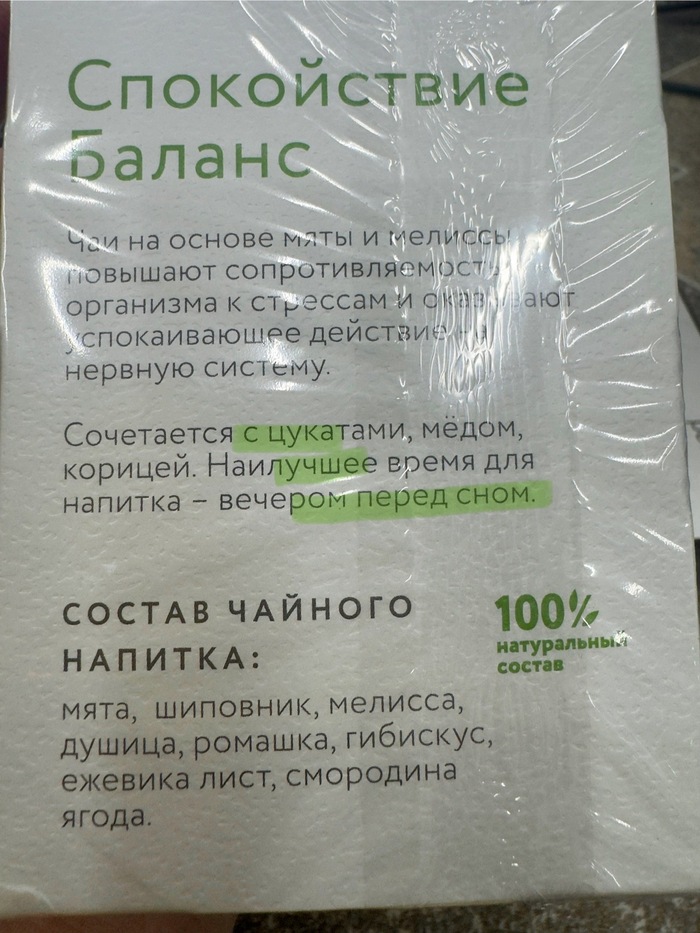 Спокойствие
Баланс
Чаи на основе мяты и мелиссы
повышают сопротивляемость
организма к стрессам и оказывают
успокаивающее действие на
нервную систему.
Сочетается с цукатами, мёдом,
корицей. Наилучшее время для
напитка – вечером перед сном.
СОСТАВ ЧАЙНОГО
НАПИТКА:
100%
натуральный
состав
мята, шиповник, мелисса,
душица, ромашка, гибискус,
ежевика лист, смородина
ягода.